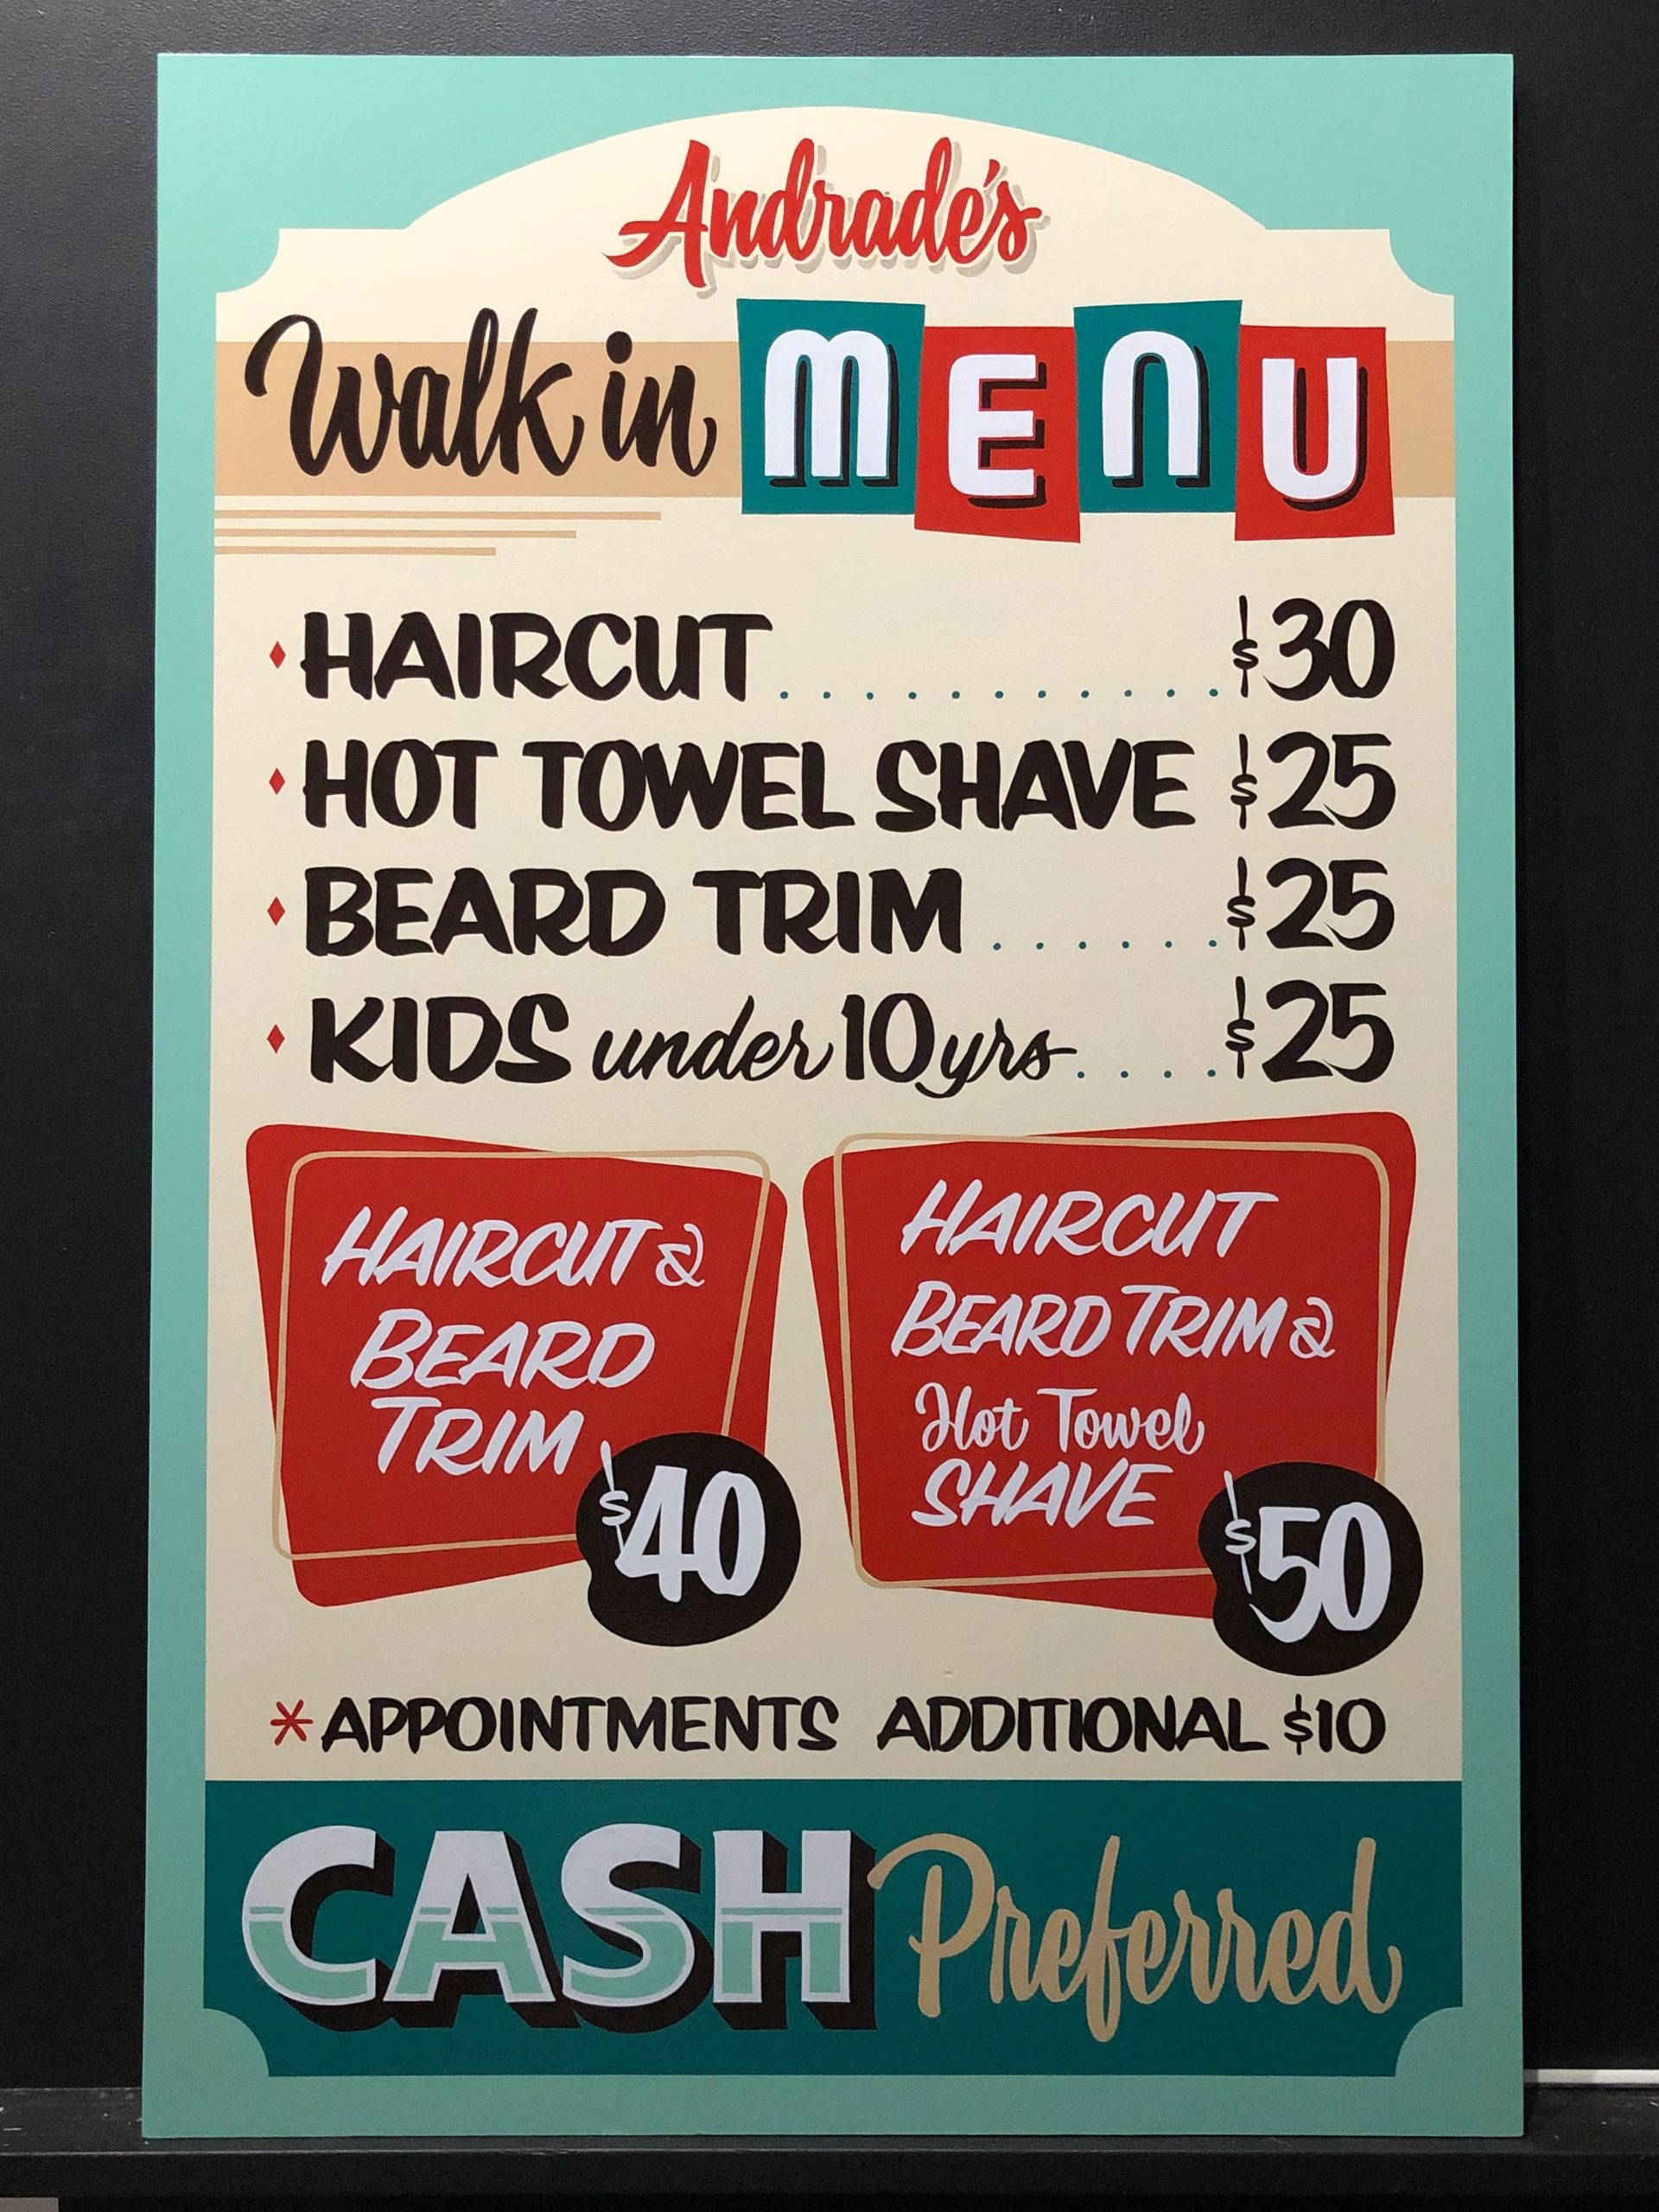 Andrade's
Walk in MENU
HAIRCUT............$30
HOT TOWEL SHAVE $25
BEARD TRIM ......$25
KIDS under 10 yrs....$25
HAIRCUT &
BEARD
TRIM
$40
HAIRCUT
BEARD TRIM &
Hot Towel
SHAVE
$50
*APPOINTMENTS ADDITIONAL $10
CASH Preferred